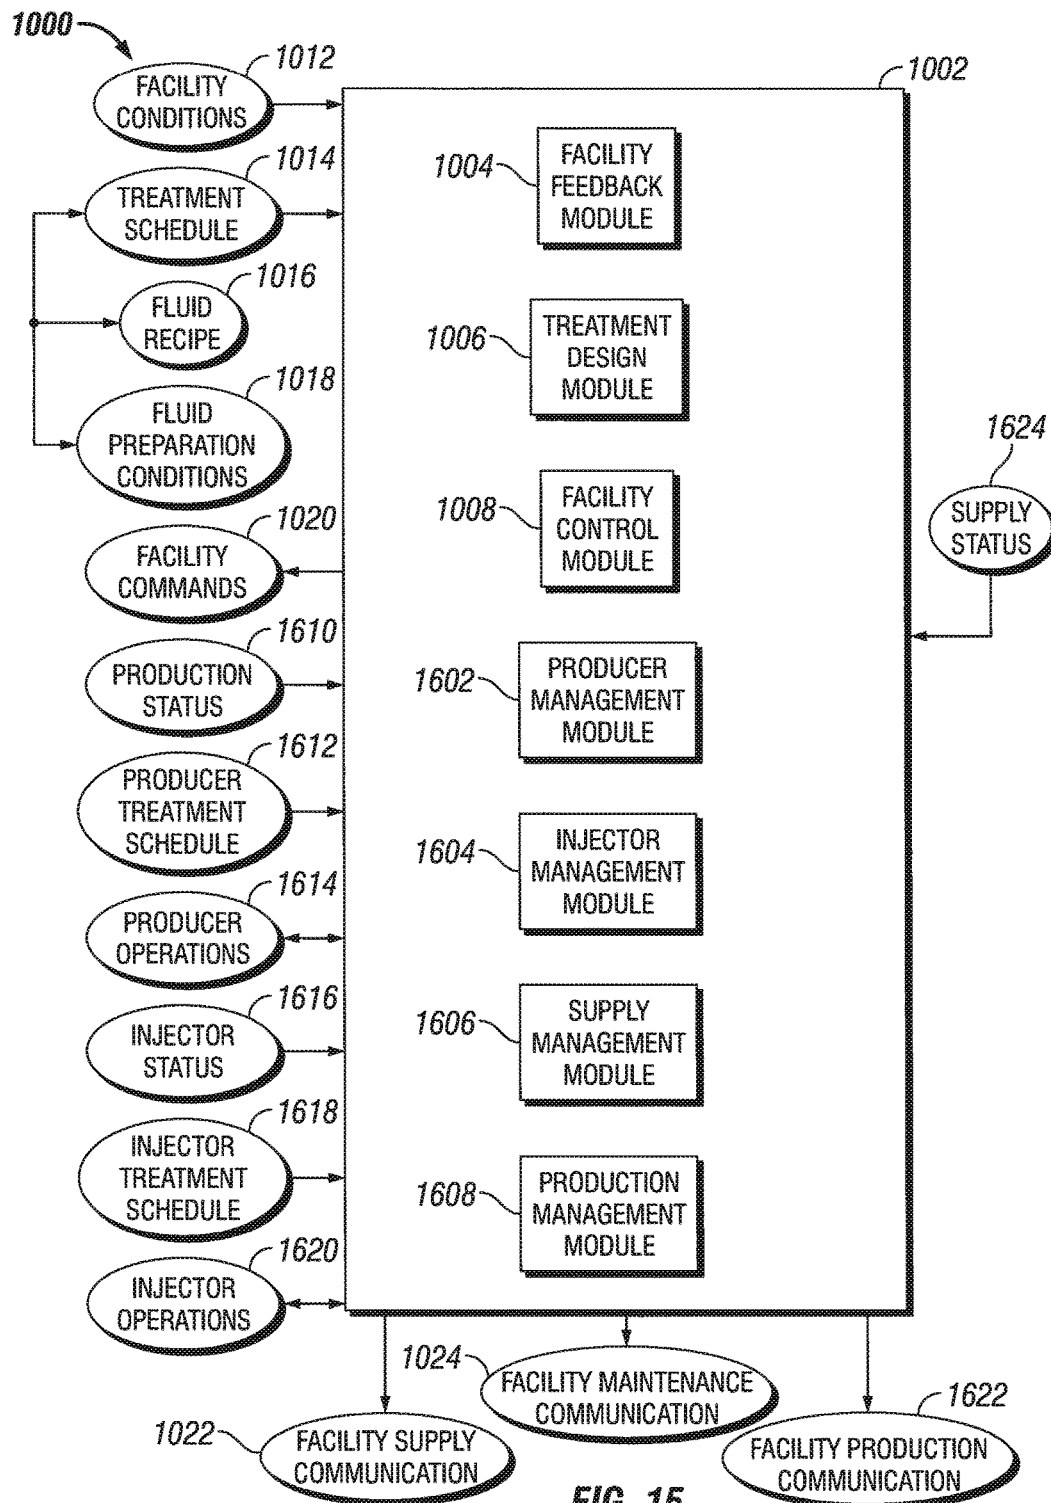 1000
1012
FACILITY
CONDITIONS
1014
TREATMENT
SCHEDULE
1016
FLUID
RECIPE
1018
FLUID
PREPARATION
CONDITIONS
1020
FACILITY
COMMANDS
1610
PRODUCTION
STATUS
1612
PRODUCER
TREATMENT
SCHEDULE
1614
PRODUCER
OPERATIONS
1616
INJECTOR
STATUS
1618
INJECTOR
TREATMENT
SCHEDULE
1620
INJECTOR
OPERATIONS
1002
1004
FACILITY
FEEDBACK
MODULE
1006
TREATMENT
DESIGN
MODULE
1008
FACILITY
CONTROL
MODULE
1602
PRODUCER
MANAGEMENT
MODULE
1604
INJECTOR
MANAGEMENT
MODULE
1606
SUPPLY
MANAGEMENT
MODULE
1608
PRODUCTION
MANAGEMENT
MODULE
1624
SUPPLY
STATUS
1022
FACILITY SUPPLY
COMMUNICATION
1024
FACILITY MAINTENANCE
COMMUNICATION
1622
FACILITY PRODUCTION
COMMUNICATION
FIG. 15